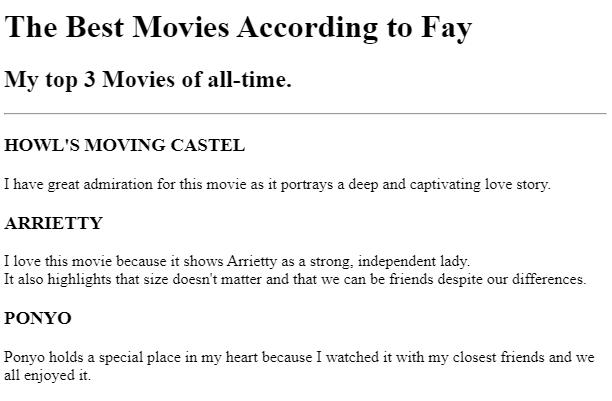 The Best Movies According to Fay
My top 3 Movies of all-time.
HOWL'S MOVING CASTEL
I have great admiration for this movie as it portrays a deep and captivating love story.
ARRIETTY
I love this movie because it shows Arrietty as a strong, independent lady.
It also highlights that size doesn't matter and that we can be friends despite our differences.
PONYO
Ponyo holds a special place in my heart because I watched it with my closest friends and we
all enjoyed it.